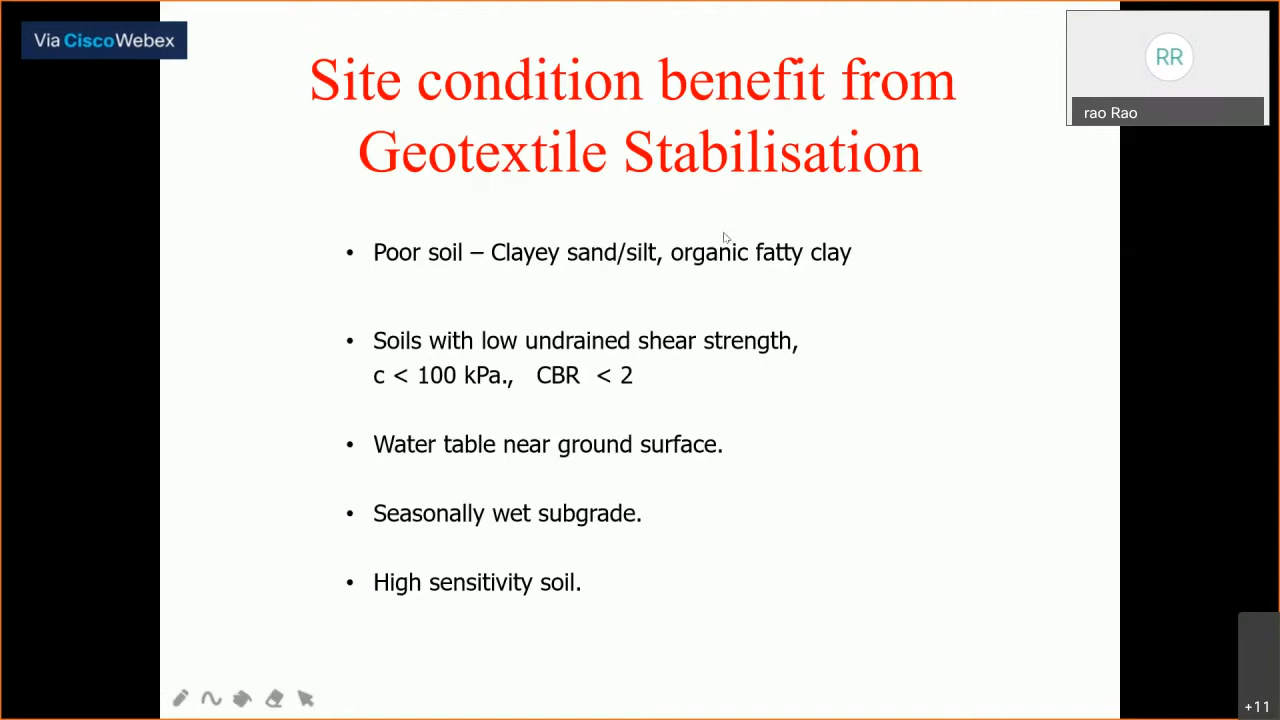 Via Cisco Webex
RR
rao Rao
Site condition benefit from
Geotextile Stabilisation
• Poor soil – Clayey sand/silt, organic fatty clay
• Soils with low undrained shear strength,
c < 100 kPa., CBR < 2
• Water table near ground surface.
• Seasonally wet subgrade.
• High sensitivity soil.
+11